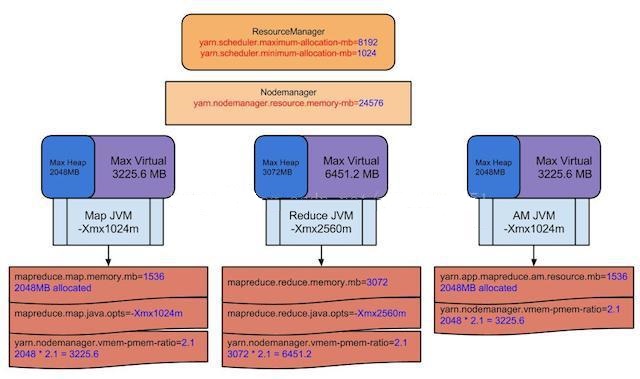 ResourceManager
yarn.scheduler.maximum-allocation-mb=8192
yarn.scheduler.minimum-allocation-mb=1024
Nodemanager
yarn.nodemanager.resource.memory-mb=24576
Max Heap
2048MB
Max Virtual
3225.6 MB
Max Heap
3072MB
Max Virtual
6451.2 MB
Max Heap
2048MB
Max Virtual
3225.6 MB
Map JVM
-Xmx1024m
Reduce JVM
-Xmx2560m
AM JVM
-Xmx1024m
mapreduce.map.memory.mb=1536
2048MB allocated
mapreduce.map.java.opts=-Xmx1024m
yarn.nodemanager.vmem-pmem-ratio=2.1
2048 * 2.1 = 3225.6
mapreduce.reduce.memory.mb=3072
mapreduce.reduce.java.opts=-Xmx2560m
yarn.nodemanager.vmem-pmem-ratio=2.1
3072 * 2.1 = 6451.2
yarn.app.mapreduce.am.resource.mb=1536
2048MB allocated
yarn.nodemanager.vmem-pmem-ratio=2.1
2048 * 2.1 = 3225.6